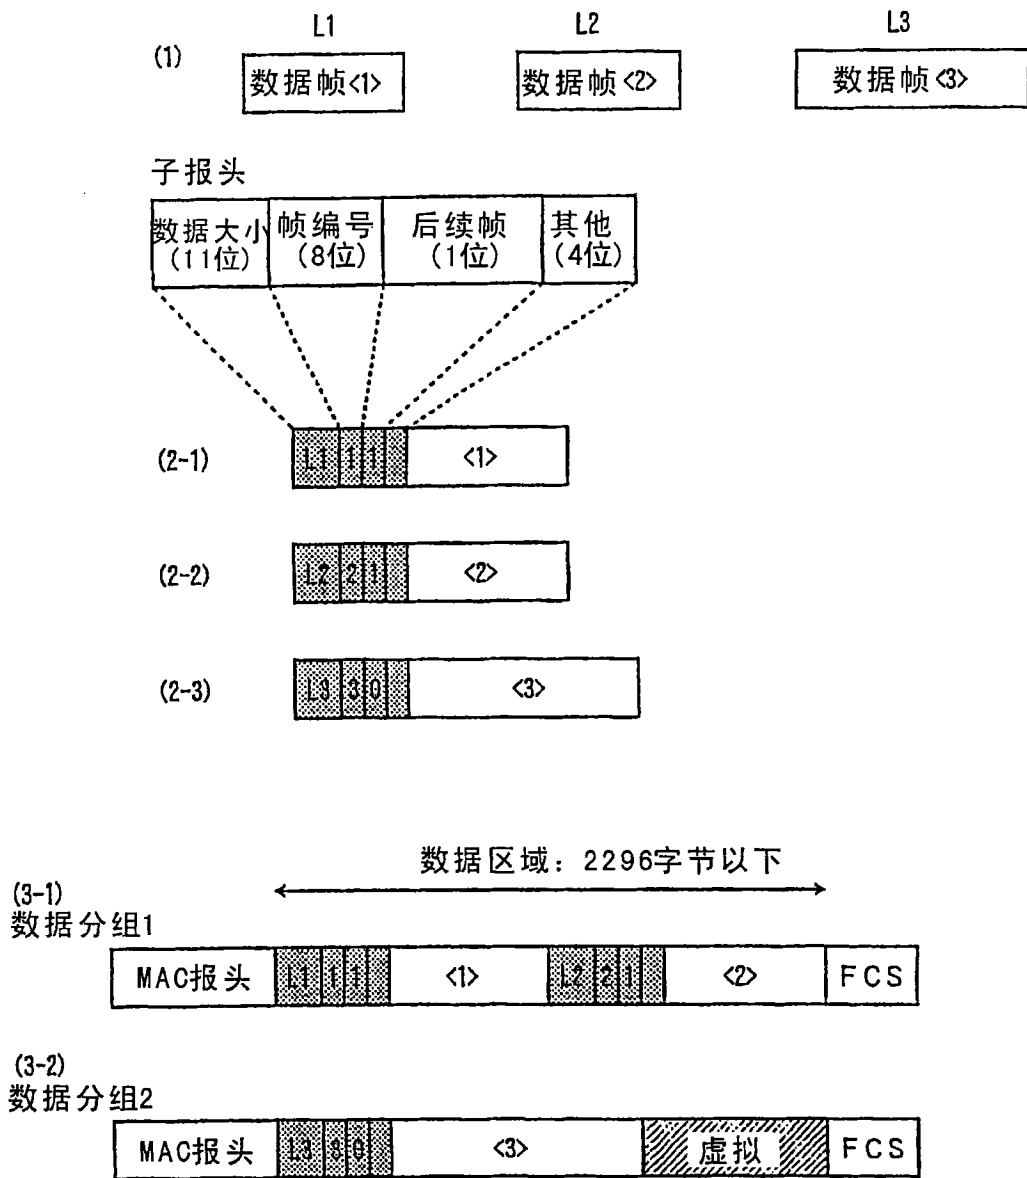 L1 L2 L3
(1) 数据帧<1> 数据帧<2> 数据帧<3>
子报头
数据大小 帧编号 后续帧 其他
(11位) (8位) (1位) (4位)
(2-1) L1 1 1 <1>
(2-2) L2 2 1 <2>
(2-3) L3 3 0 <3>
数据区域：2296字节以下
(3-1)
数据分组1
MAC报头 L1 1 1 <1> L2 2 1 <2> FCS
(3-2)
数据分组2
MAC报头 L3 3 0 <3> 虚拟 FCS